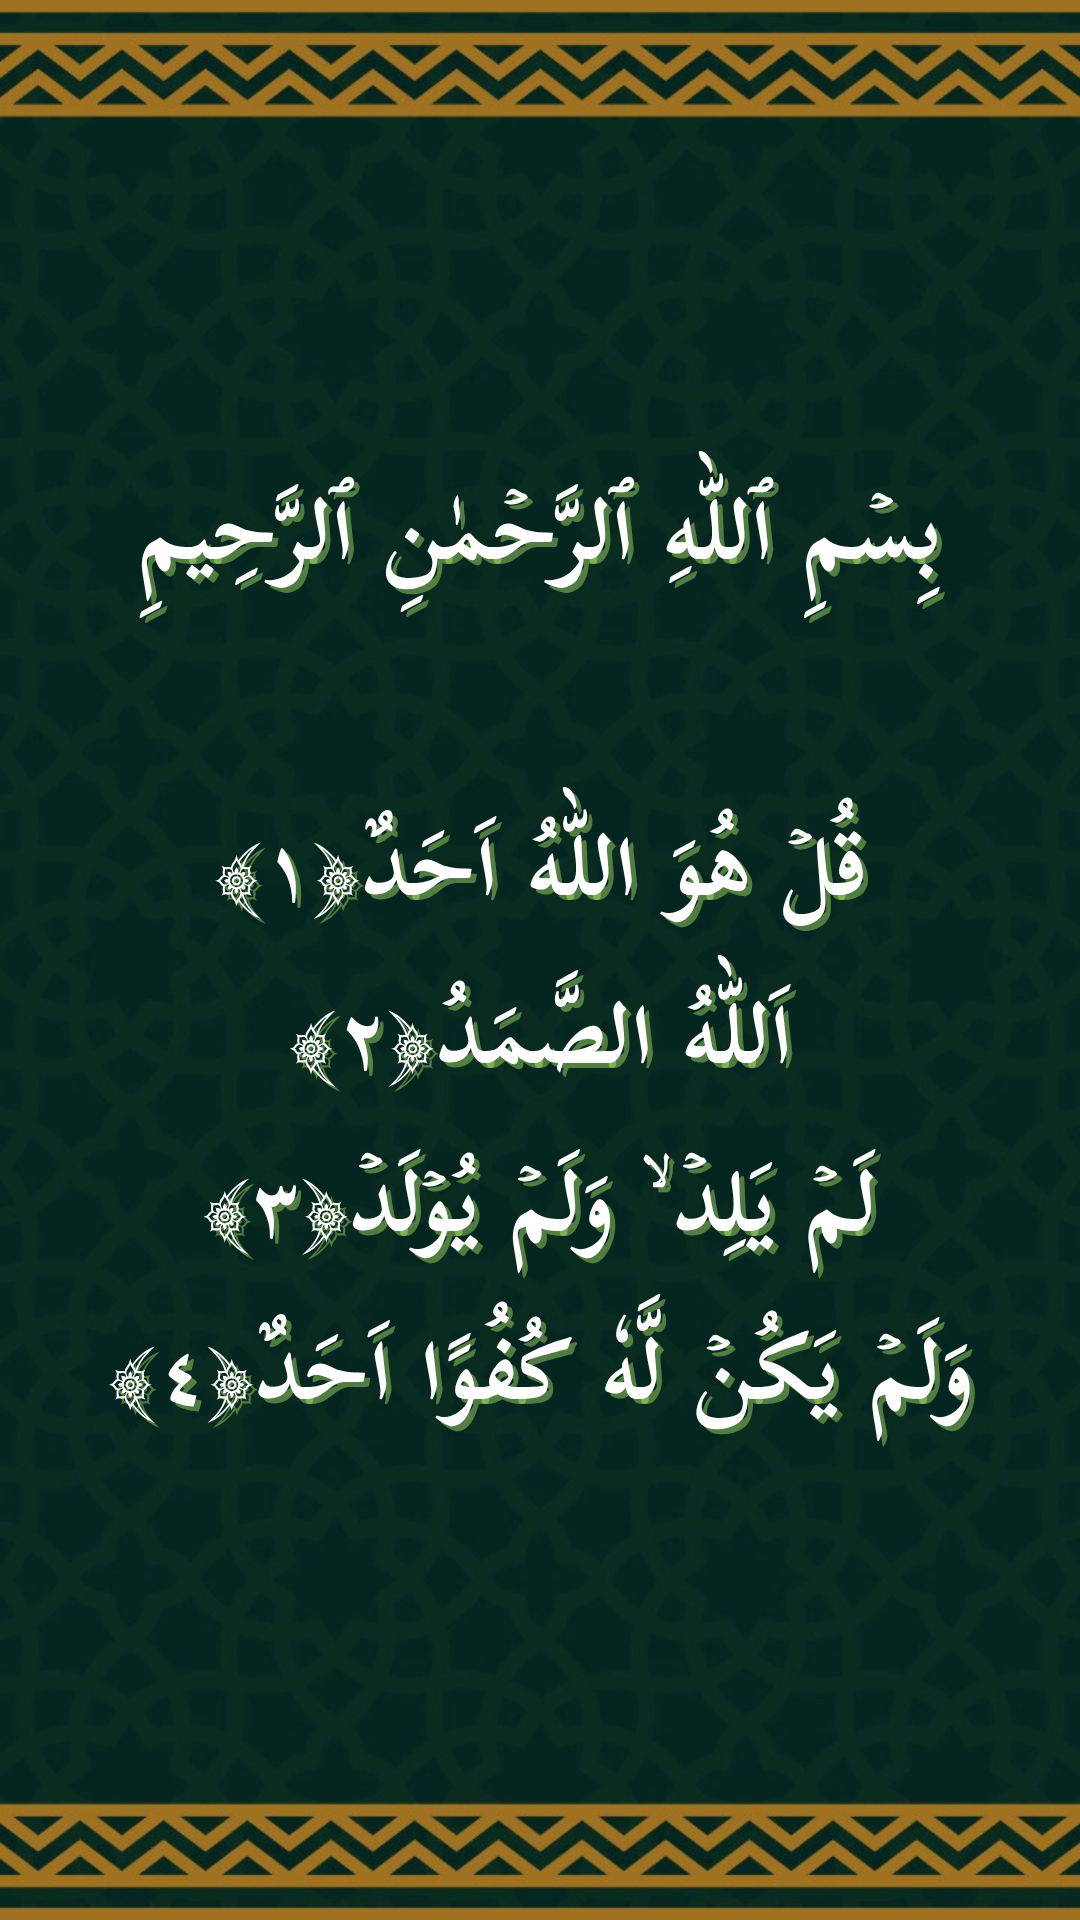 بِسْمِ ٱللّٰهِ ٱلرَّحْمٰنِ ٱلرَّحِيمِ
قُلْ هُوَ اللّٰهُ اَحَدٌ﴿١﴾
اَللّٰهُ الصَّمَدُ﴿٢﴾
لَمْ يَلِدْ ۙ وَلَمْ يُوْلَدْ﴿٣﴾
وَلَمْ يَكُنْ لَّهٗ كُفُوًا اَحَدٌ﴿٤﴾